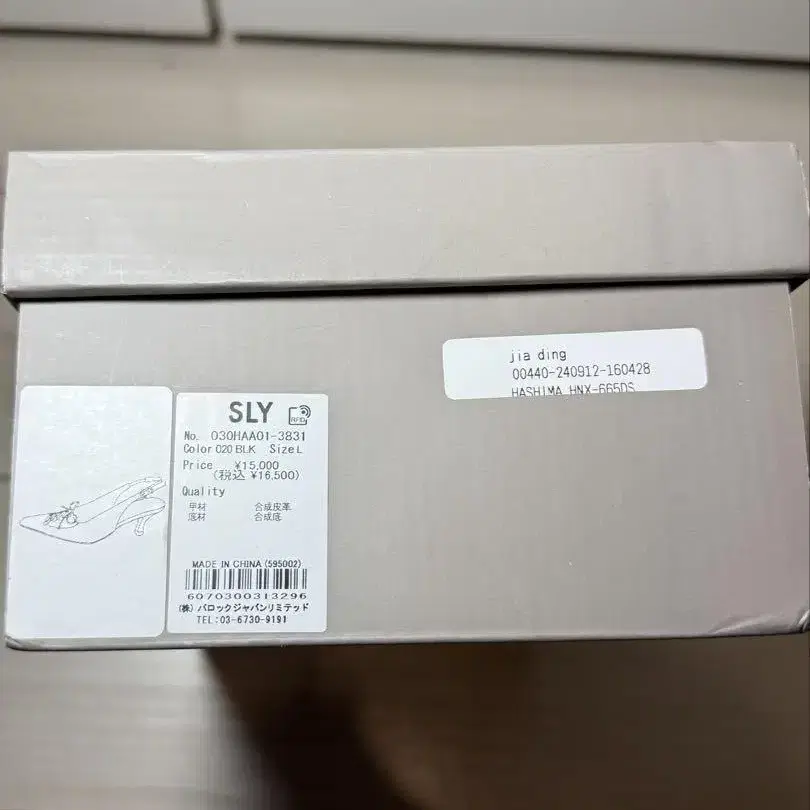 jia ding
00440-240912-160428
HASHIMA HNX-665DS
SLY RFID
No. 030HAA01-3831
Color 020 BLK Size L
Price ¥15,000
(税込 ¥16,500)
Quality
甲材 合成皮革
底材 合成底
MADE IN CHINA (595002)
6070300313296
(株) バロックジャパンリミテッド
TEL:03-6730-9191